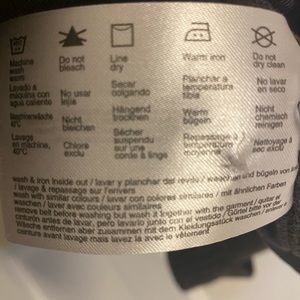 Machine wash warm
Do not bleach
Line dry
Warm iron
Do not dry clean
Lavado a máquina con agua caliente
No usar lejía
Secar colgando
Planchar a temperatura tibia
No lavar en seco
Maschinenwäsche 40°C
Nicht bleichen
Hängend trocknen
Warm bügeln
Nicht chemisch reinigen
Lavage en machine, 40°C
Chlore exclu
Sécher suspendu sur une corde à linge
Repassage à température moyenne
Nettoyage à sec exclu
wash & iron inside out / lavar y planchar del revés / waschen und bügeln von
/ lavage & repassage sur l'envers
wash with similar colours / lavar con colores similares / mit ähnlichen Farben
waschen / laver avec couleurs similaires
remove belt before washing but wash it together with the garment / quitar el
cinturón antes de lavar, pero lavarlo junto con el vestido / Gürtel bitte vor der
Wäsche entfernen, aber zusammen mit dem Kleidungsstück waschen / enlever
ceinture avant mais lavez la avec le vêtement